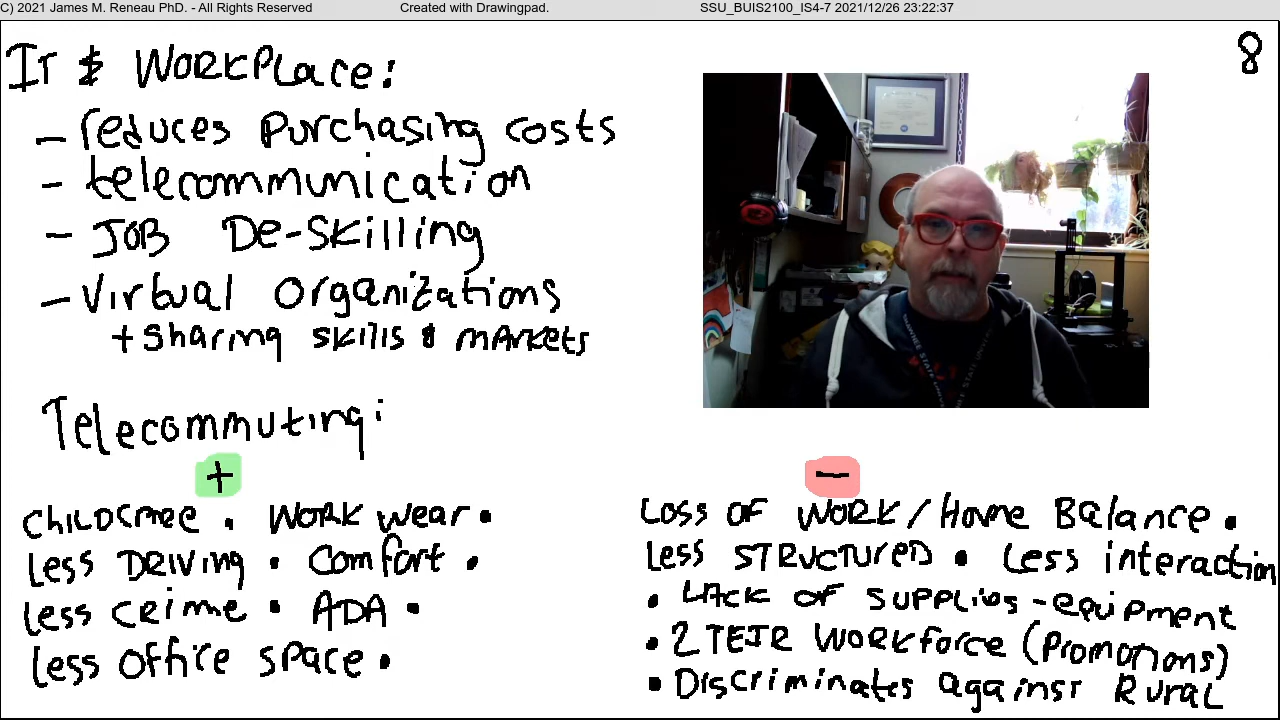 C) 2021 James M. Reneau PhD. - All Rights Reserved Created with Drawingpad. SSU_BUIS2100_IS4-7 2021/12/26 23:22:37
8
IT & WORKPLace:
- reduces purchasing costs
- telecommunication
- JOB De-skilling
- Virtual Organizations
+ sharing skills & markets
Telecommuting:
+
CHILDCARE • WORK wear •
less DRIVING • Comfort •
less crime • ADA •
less office space •
-
Loss OF WORK/Home Balance •
less STRUCTURED • Less interaction
• LACK OF SUPPLies-equipment
• 2 TEIR WORKforce (Promotions)
• Discriminates against Rural